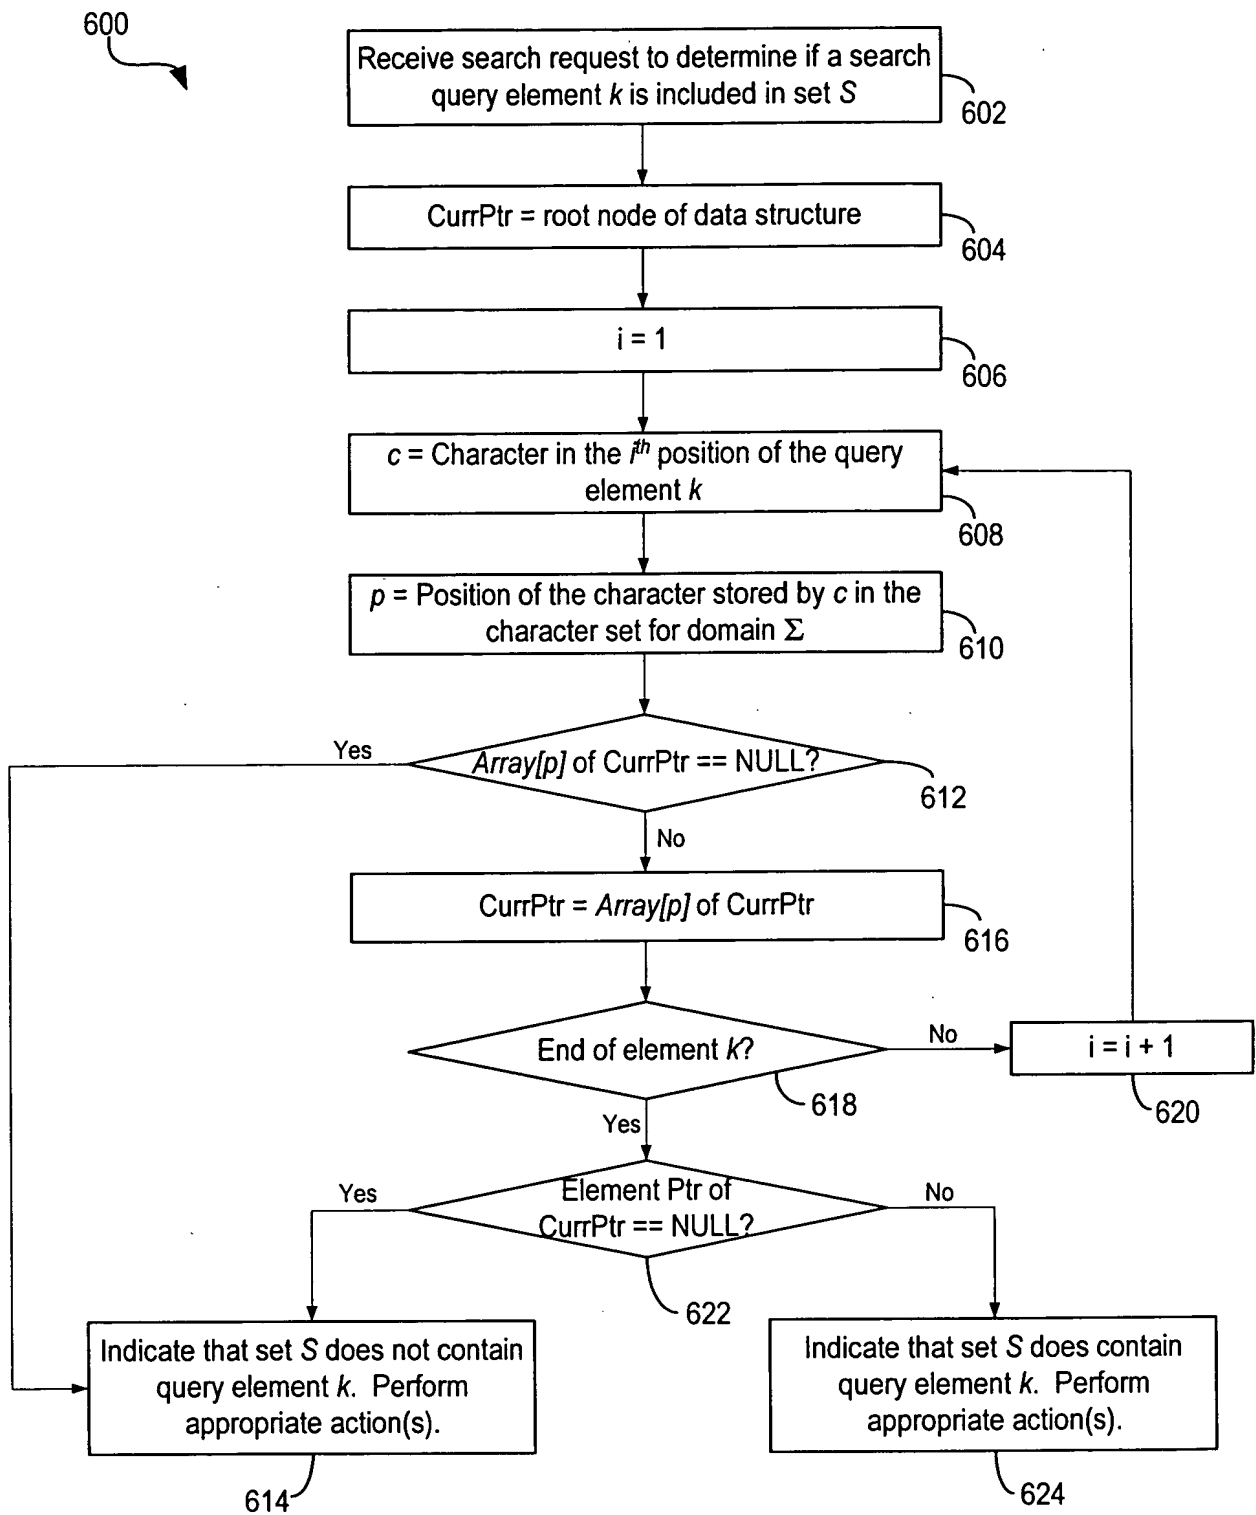 600
Receive search request to determine if a search
query element k is included in set S
602
CurrPtr = root node of data structure
604
i = 1
606
c = Character in the ith position of the query
element k
608
p = Position of the character stored by c in the
character set for domain Σ
610
Yes
Array[p] of CurrPtr == NULL?
612
No
CurrPtr = Array[p] of CurrPtr
616
End of element k?
No
i = i + 1
618
620
Yes
Yes
Element Ptr of
CurrPtr == NULL?
No
622
Indicate that set S does not contain
query element k. Perform
appropriate action(s).
614
Indicate that set S does contain
query element k. Perform
appropriate action(s).
624